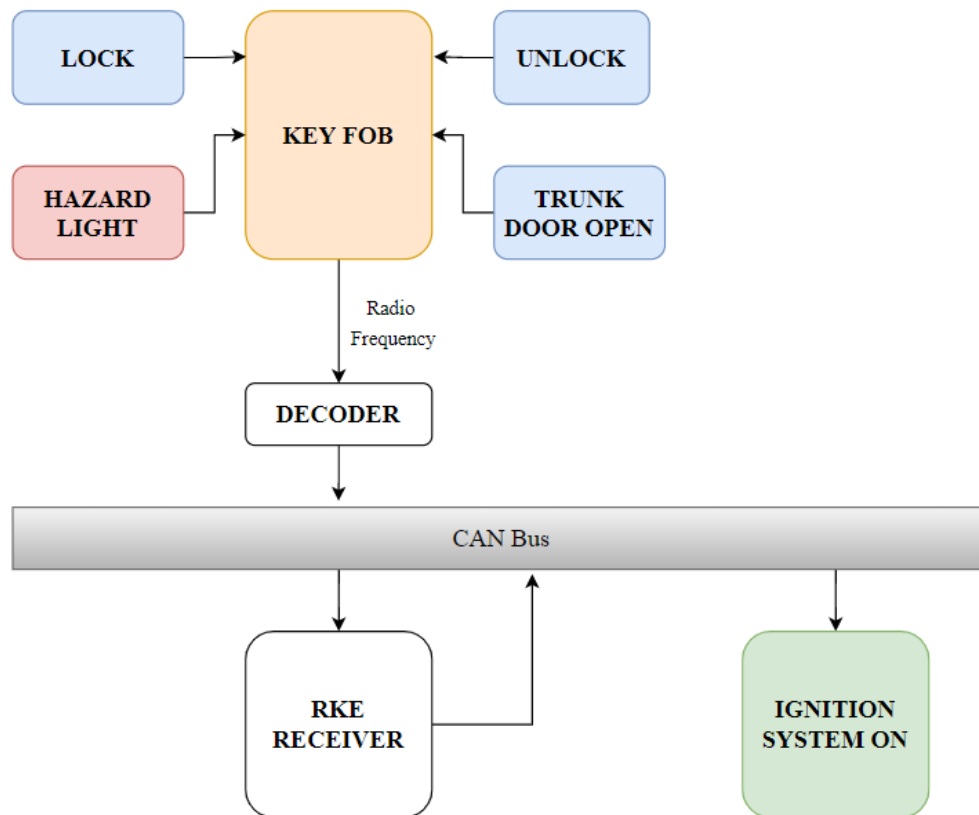 LOCK
KEY FOB
UNLOCK
HAZARD
LIGHT
TRUNK
DOOR OPEN
Radio
Frequency
DECODER
CAN Bus
RKE
RECEIVER
IGNITION
SYSTEM ON